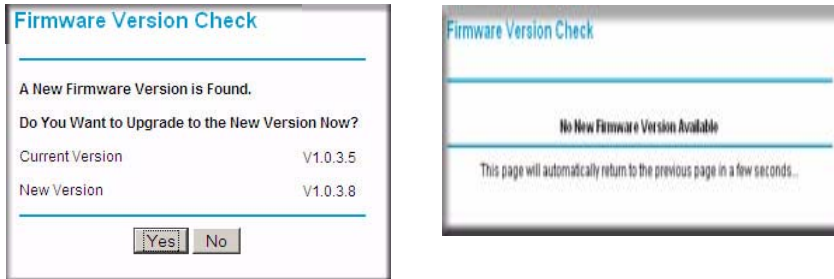 Firmware Version Check
A New Firmware Version is Found.
Do You Want to Upgrade to the New Version Now?
Current Version V1.0.3.5
New Version V1.0.3.8
Yes No
Firmware Version Check
No New Firmware Version Available
This page will automatically return to the previous page in a few seconds...